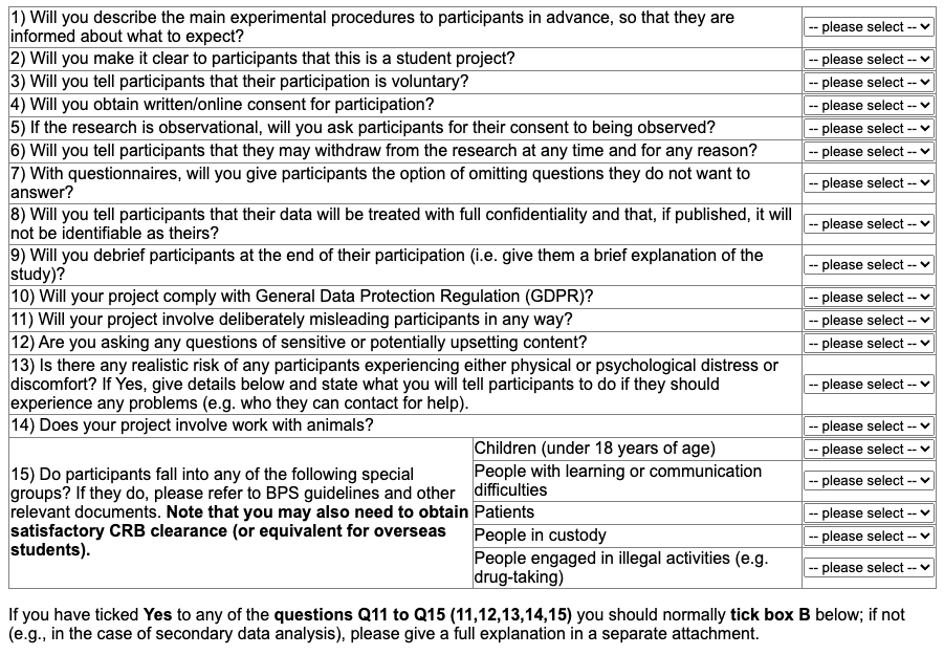 1) Will you describe the main experimental procedures to participants in advance, so that they are
informed about what to expect?
-- please select --
2) Will you make it clear to participants that this is a student project?
-- please select --
3) Will you tell participants that their participation is voluntary?
-- please select --
4) Will you obtain written/online consent for participation?
-- please select --
5) If the research is observational, will you ask participants for their consent to being observed?
-- please select --
6) Will you tell participants that they may withdraw from the research at any time and for any reason?
-- please select --
7) With questionnaires, will you give participants the option of omitting questions they do not want to
answer?
-- please select --
8) Will you tell participants that their data will be treated with full confidentiality and that, if published, it will
not be identifiable as theirs?
-- please select --
9) Will you debrief participants at the end of their participation (i.e. give them a brief explanation of the
study)?
-- please select --
10) Will your project comply with General Data Protection Regulation (GDPR)?
-- please select --
11) Will your project involve deliberately misleading participants in any way?
-- please select --
12) Are you asking any questions of sensitive or potentially upsetting content?
-- please select --
13) Is there any realistic risk of any participants experiencing either physical or psychological distress or
discomfort? If Yes, give details below and state what you will tell participants to do if they should
experience any problems (e.g. who they can contact for help).
-- please select --
14) Does your project involve work with animals?
-- please select --
15) Do participants fall into any of the following special
groups? If they do, please refer to BPS guidelines and other
relevant documents. Note that you may also need to obtain
satisfactory CRB clearance (or equivalent for overseas
students).
Children (under 18 years of age)
-- please select --
People with learning or communication
difficulties
-- please select --
Patients
-- please select --
People in custody
-- please select --
People engaged in illegal activities (e.g.
drug-taking)
-- please select --
If you have ticked Yes to any of the questions Q11 to Q15 (11,12,13,14,15) you should normally tick box B below; if not
(e.g., in the case of secondary data analysis), please give a full explanation in a separate attachment.